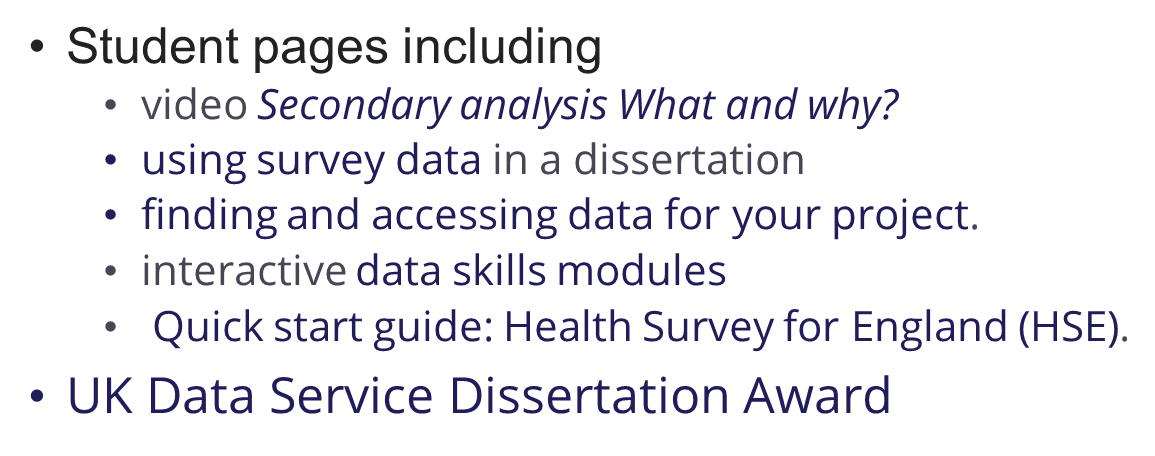 • Student pages including
• video Secondary analysis What and why?
• using survey data in a dissertation
• finding and accessing data for your project.
• interactive data skills modules
• Quick start guide: Health Survey for England (HSE).
• UK Data Service Dissertation Award